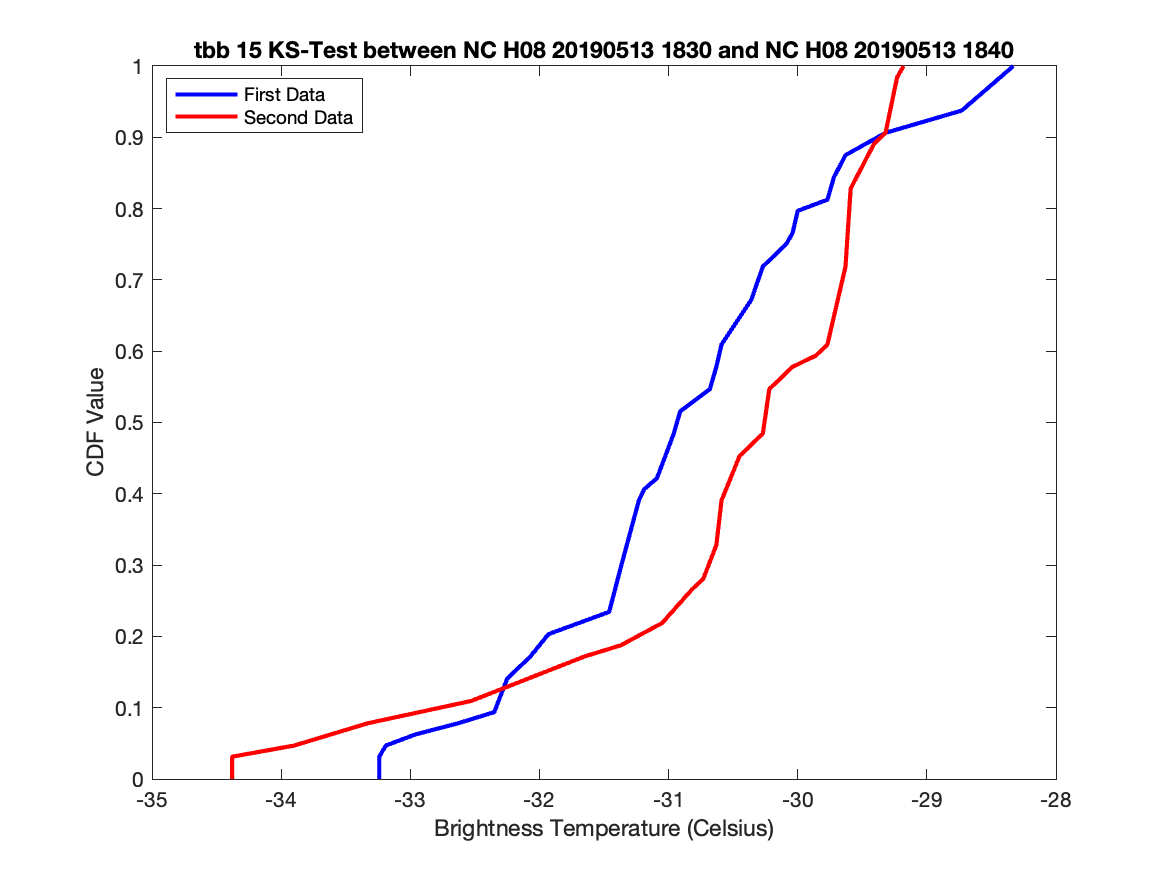 tbb 15 KS-Test between NC H08 20190513 1830 and NC H08 20190513 1840
First Data
Second Data
1
0.9
0.8
0.7
0.6
0.5
0.4
0.3
0.2
0.1
0
CDF Value
-35 -34 -33 -32 -31 -30 -29 -28
Brightness Temperature (Celsius)